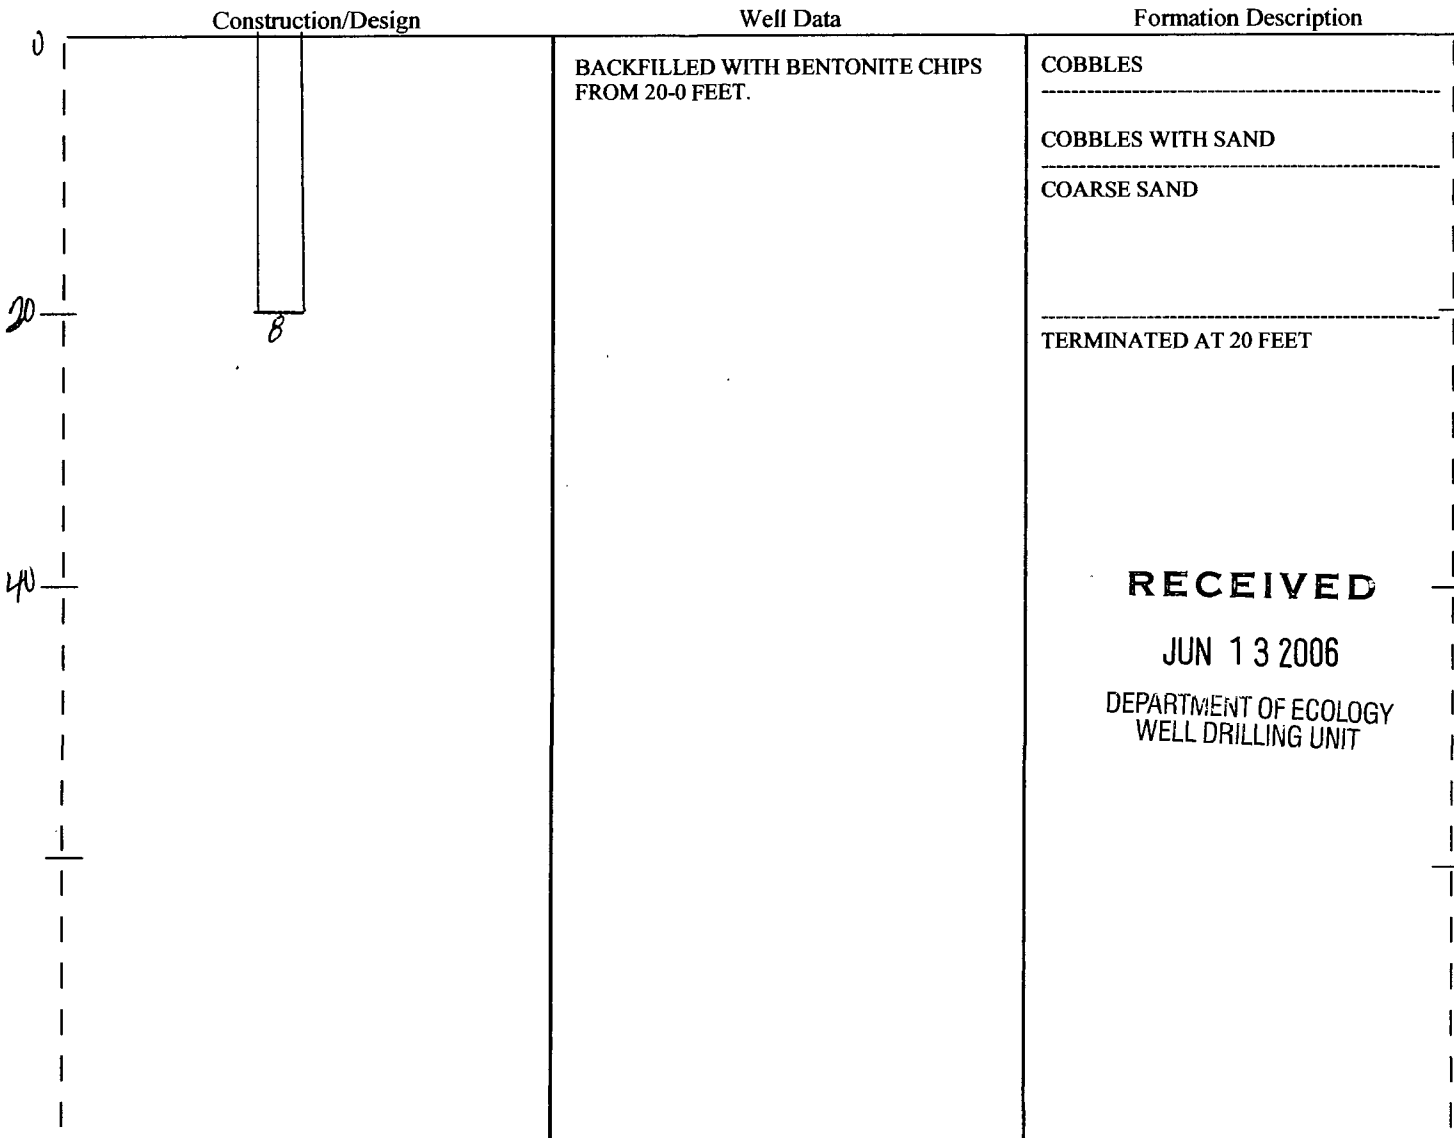 Construction/Design Well Data Formation Description
0
BACKFILLED WITH BENTONITE CHIPS
FROM 20-0 FEET.
COBBLES
COBBLES WITH SAND
COARSE SAND
20
8
TERMINATED AT 20 FEET
40
RECEIVED
JUN 13 2006
DEPARTMENT OF ECOLOGY
WELL DRILLING UNIT